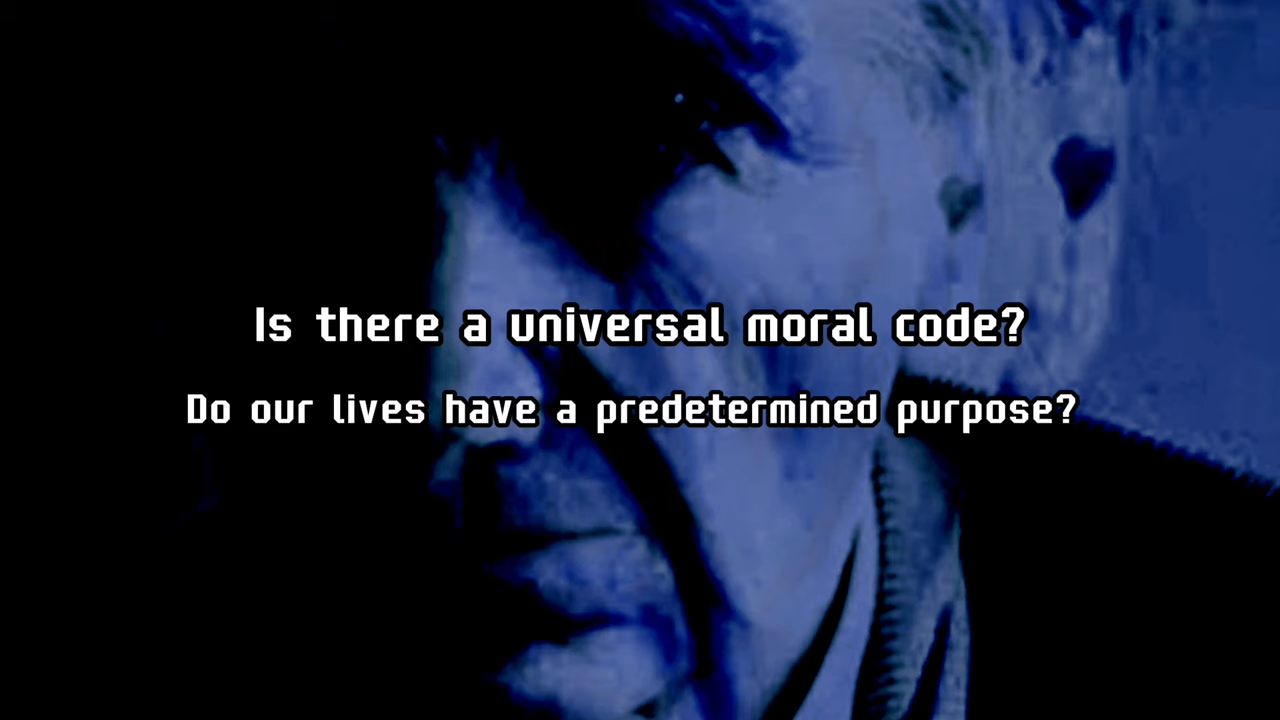 Is there a universal moral code?
Do our lives have a predetermined purpose?